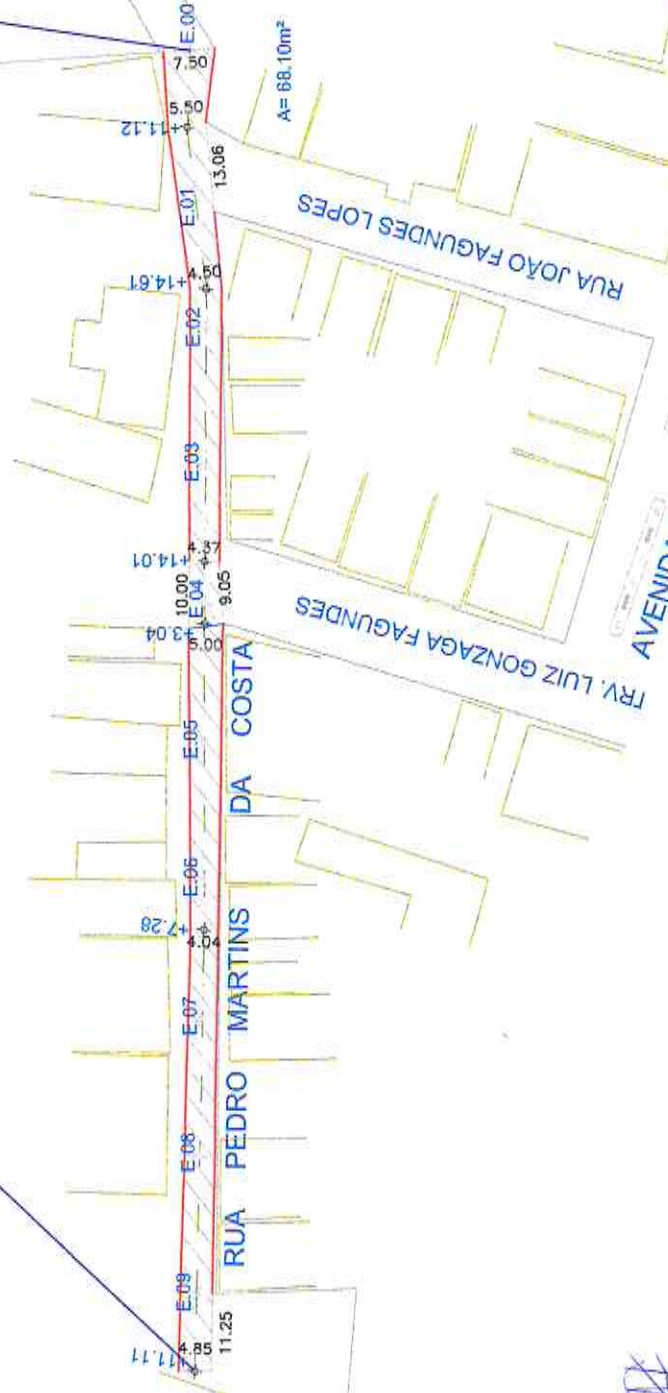 E.00
7.50
5.50
+11.12
A= 68.10m²
13.06
E.01
RUA JOÃO FAGUNDES LOPES
4.50
+14.61
E.02
E.03
4.37
+14.01
10.00
9.05
E 04
+3.04
5.00
TRV. LUIZ GONZAGA FAGUNDES
E.05
E.06
+7.28
4.04
E.07
E.08
E.09
RUA PEDRO MARTINS DA COSTA
4.85
11.25